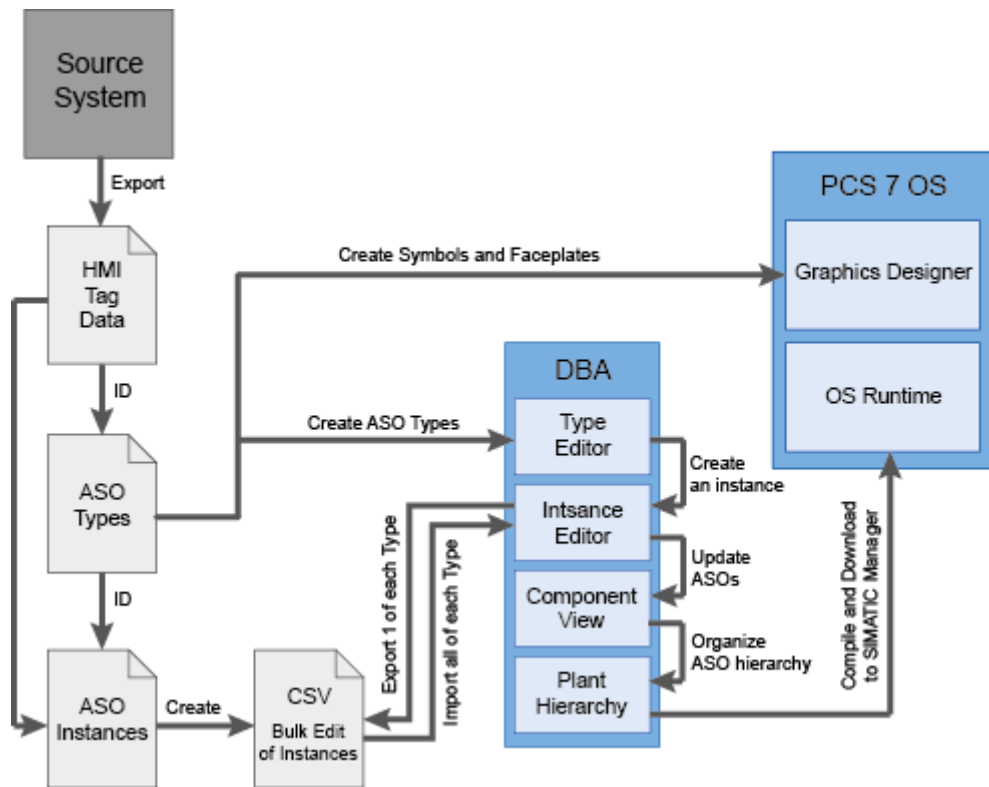 Source
System
Export
HMI
Tag
Data
ID
ASO
Types
ID
ASO
Instances
Create
CSV
Bulk Edit
of Instances
Export 1 of each Type
Import all of each Type
Create Symbols and Faceplates
Create ASO Types
DBA
Type
Editor
Create
an instance
Intsance
Editor
Update
ASOs
Component
View
Organize
ASO hierarchy
Plant
Hierarchy
Compile and Download
to SIMATIC Manager
PCS 7 OS
Graphics Designer
OS Runtime